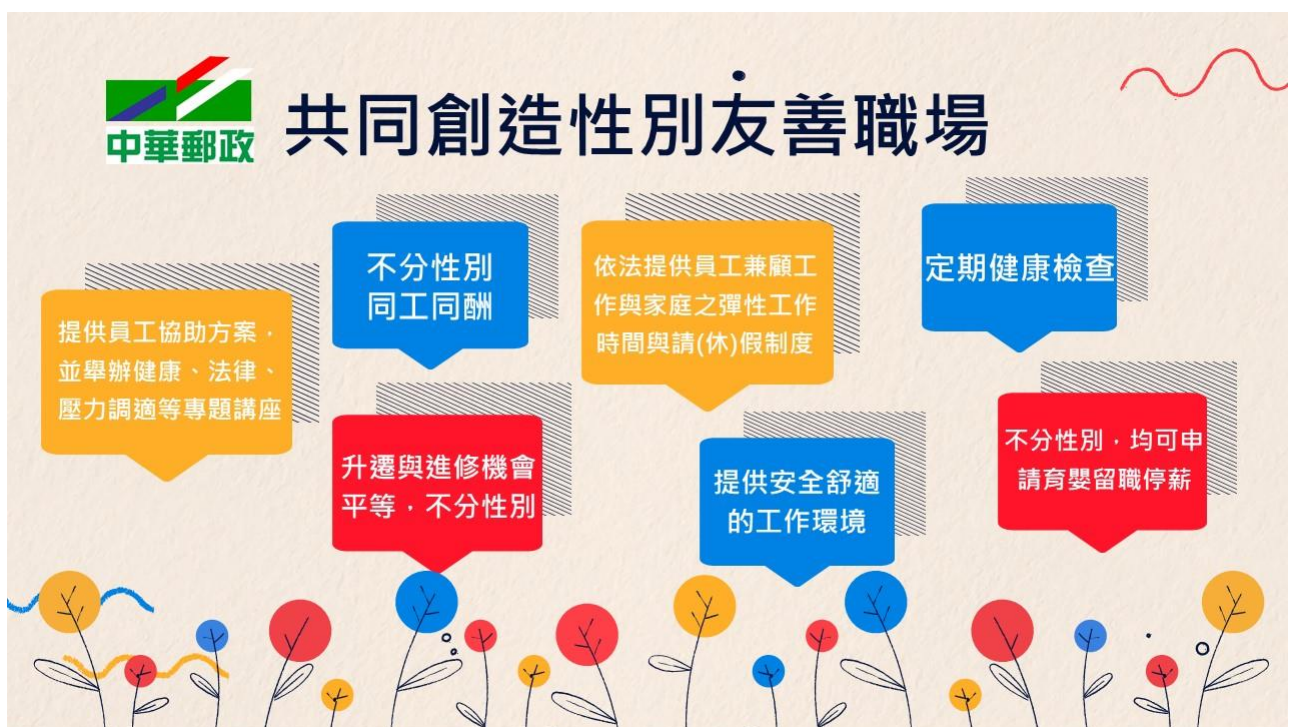 中華郵政
共同創造性別友善職場
提供員工協助方案，
並舉辦健康、法律、
壓力調適等專題講座
不分性別
同工同酬
升遷與進修機會
平等，不分性別
依法提供員工兼顧工
作與家庭之彈性工作
時間與請(休)假制度
提供安全舒適
的工作環境
定期健康檢查
不分性別，均可申
請育嬰留職停薪